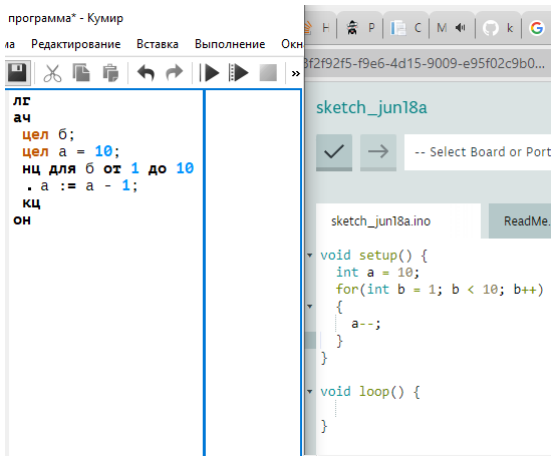 программа* - Кумир
ма Редактирование Вставка Выполнение Окн
»
лг
ач
цел б;
цел а = 10;
нц для б от 1 до 10
. а := а - 1;
кц
он
H P C M k G
3f2f92f5-f9e6-4d15-9009-e95f02c9b0...
sketch_jun18a
-- Select Board or Port
sketch_jun18a.ino ReadMe.
void setup() {
int a = 10;
for(int b = 1; b < 10; b++)
{
a--;
}
}
void loop() {
}